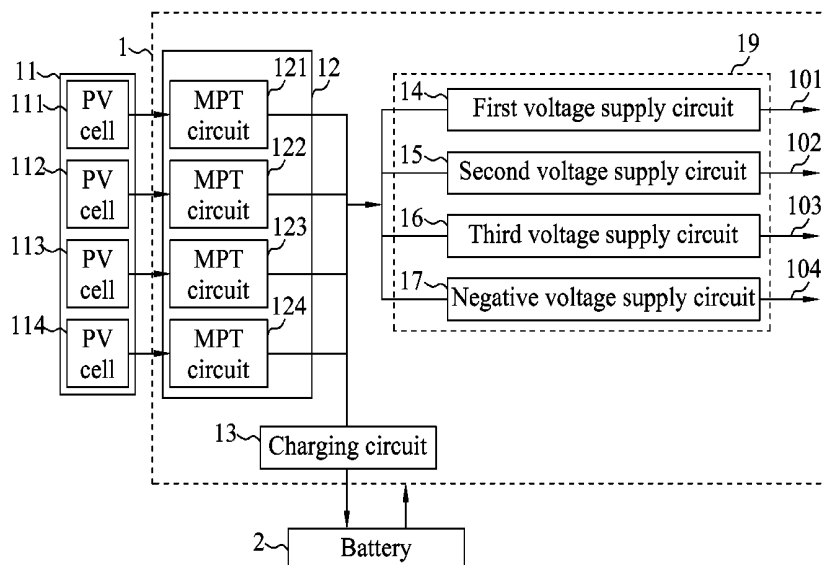 1
11
12
19
111
PV
cell
121
MPT
circuit
14
First voltage supply circuit
101
112
PV
cell
122
MPT
circuit
15
Second voltage supply circuit
102
113
PV
cell
123
MPT
circuit
16
Third voltage supply circuit
103
114
PV
cell
124
MPT
circuit
17
Negative voltage supply circuit
104
13
Charging circuit
2
Battery